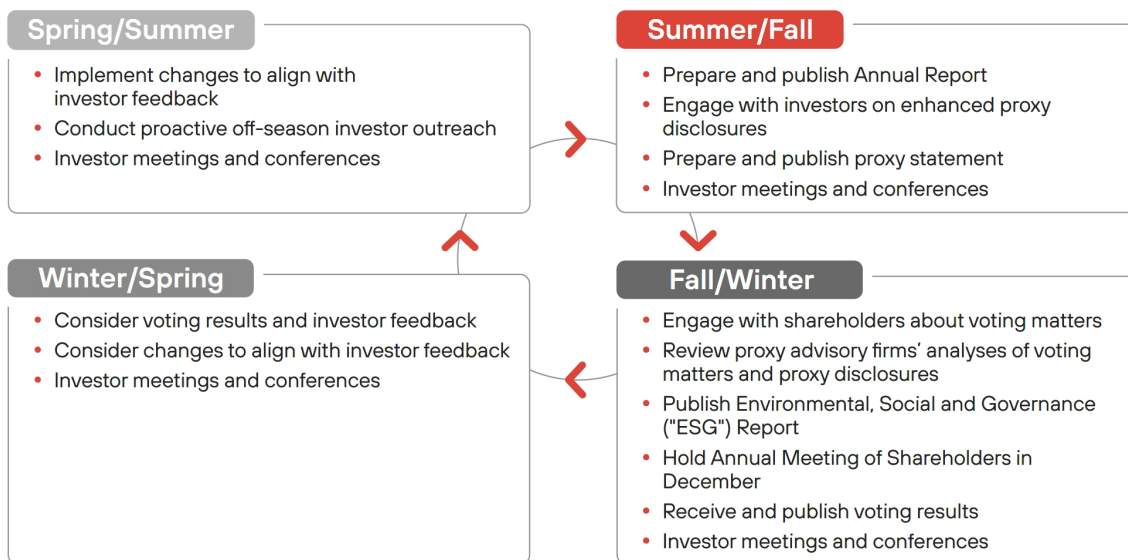 Spring/Summer
• Implement changes to align with
investor feedback
• Conduct proactive off-season investor outreach
• Investor meetings and conferences
Summer/Fall
• Prepare and publish Annual Report
• Engage with investors on enhanced proxy
disclosures
• Prepare and publish proxy statement
• Investor meetings and conferences
Winter/Spring
• Consider voting results and investor feedback
• Consider changes to align with investor feedback
• Investor meetings and conferences
Fall/Winter
• Engage with shareholders about voting matters
• Review proxy advisory firms’ analyses of voting
matters and proxy disclosures
• Publish Environmental, Social and Governance
("ESG") Report
• Hold Annual Meeting of Shareholders in
December
• Receive and publish voting results
• Investor meetings and conferences